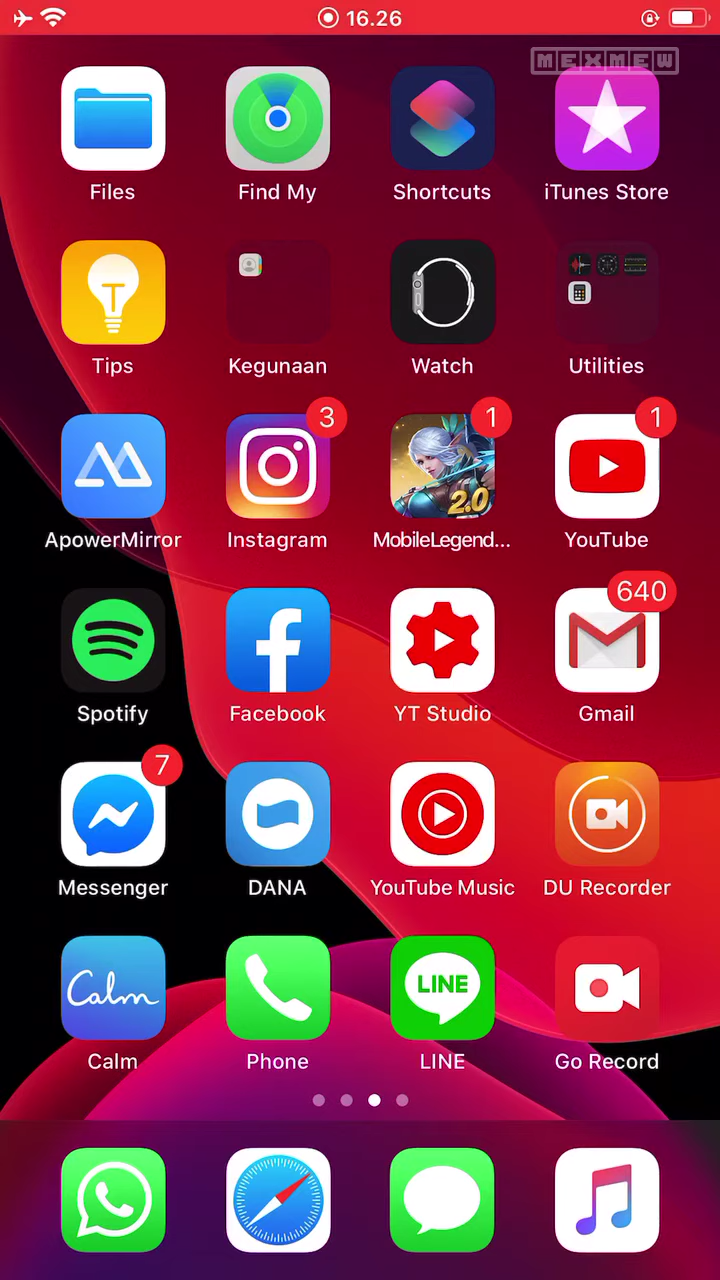 16.26
MEXMEW
Files
Find My
Shortcuts
iTunes Store
Tips
Kegunaan
Watch
Utilities
3
1
1
2.0
ApowerMirror
Instagram
MobileLegend...
YouTube
640
Spotify
Facebook
YT Studio
Gmail
7
Messenger
DANA
YouTube Music
DU Recorder
Calm
LINE
Calm
Phone
LINE
Go Record